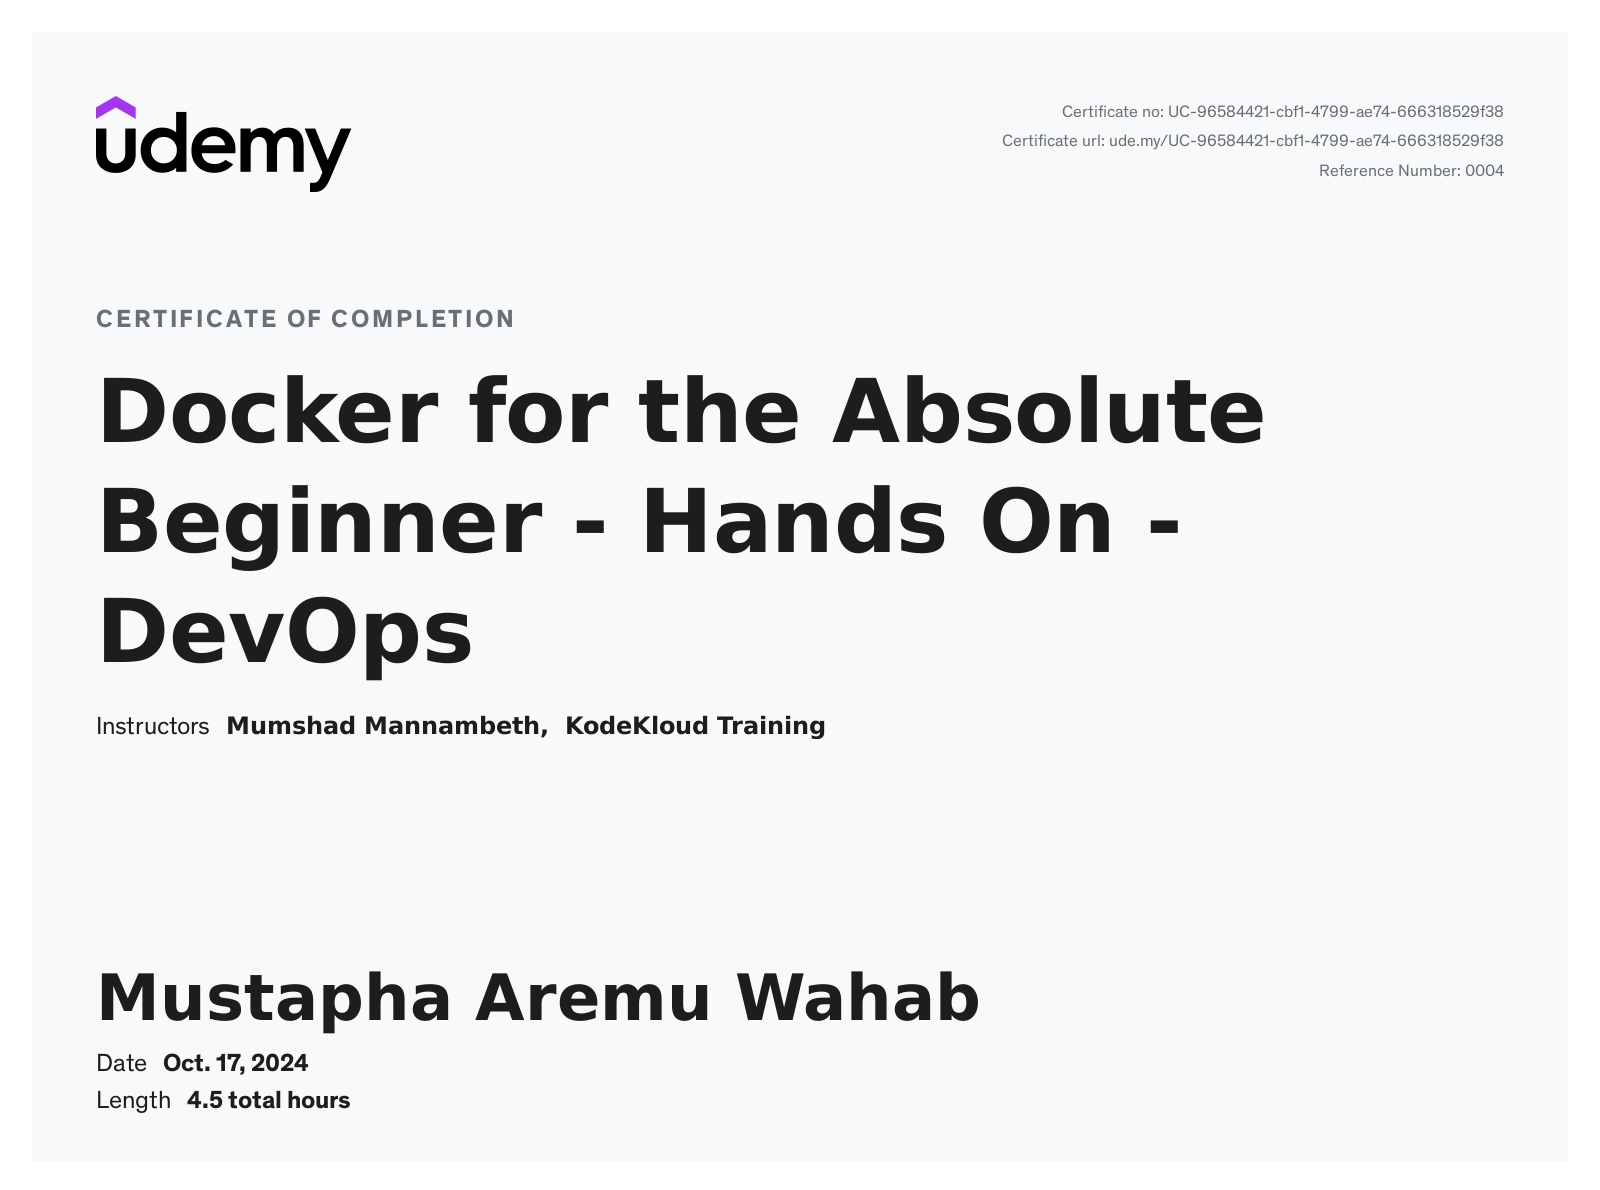 udemy
Certificate no: UC-96584421-cbf1-4799-ae74-666318529f38
Certificate url: ude.my/UC-96584421-cbf1-4799-ae74-666318529f38
Reference Number: 0004
CERTIFICATE OF COMPLETION
Docker for the Absolute
Beginner - Hands On -
DevOps
Instructors Mumshad Mannambeth, KodeKloud Training
Mustapha Aremu Wahab
Date Oct. 17, 2024
Length 4.5 total hours